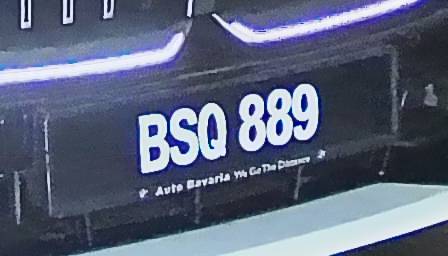 BSQ 889
Auto Bavaria We Go The Distance